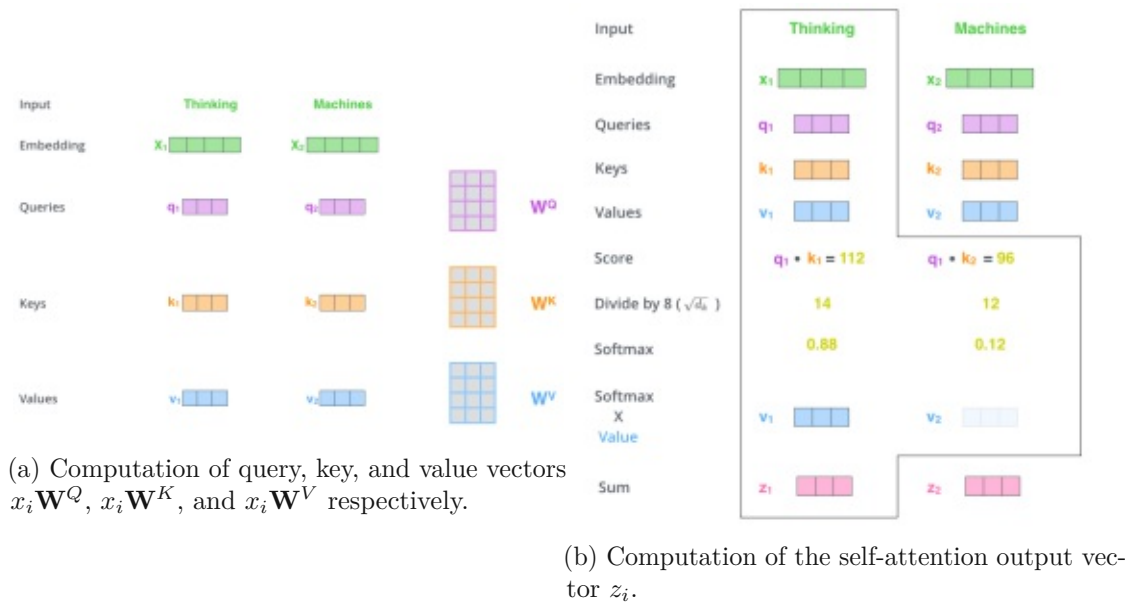 Input Thinking Machines
Embedding X₁ X₂
Queries q₁ q₂ W^Q
Keys k₁ k₂ W^K
Values v₁ v₂ W^V
(a) Computation of query, key, and value vectors
x_i W^Q, x_i W^K, and x_i W^V respectively.
Input Thinking Machines
Embedding x₁ x₂
Queries q₁ q₂
Keys k₁ k₂
Values v₁ v₂
Score q₁ • k₁ = 112 q₁ • k₂ = 96
Divide by 8 ( √d_k ) 14 12
Softmax 0.88 0.12
Softmax
X
Value
v₁ v₂
Sum z₁ z₂
(b) Computation of the self-attention output vec-
tor z_i.